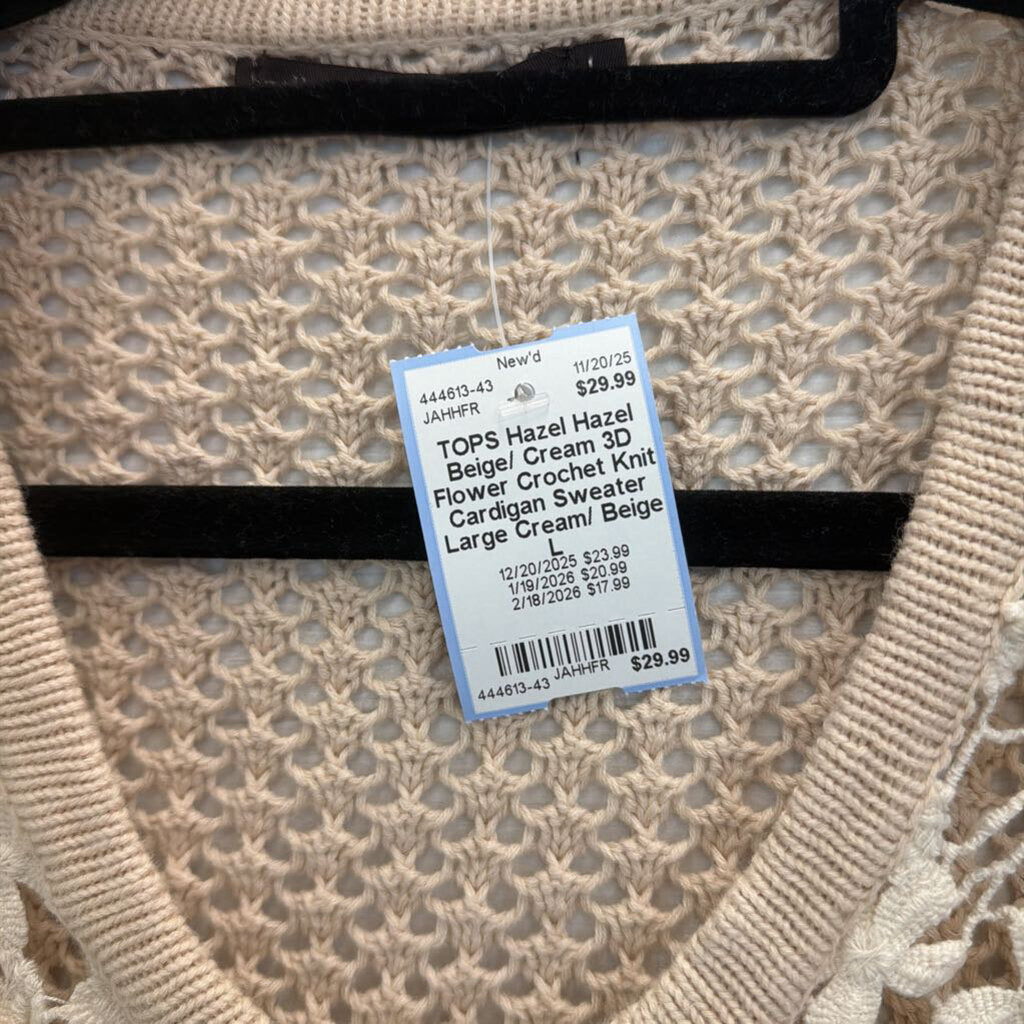 New'd
444613-43 11/20/25
JAHHFR $29.99
TOPS Hazel Hazel
Beige/ Cream 3D
Flower Crochet Knit
Cardigan Sweater
Large Cream/ Beige
L
12/20/2025 $23.99
1/19/2026 $20.99
2/18/2026 $17.99
444613-43 JAHHFR $29.99